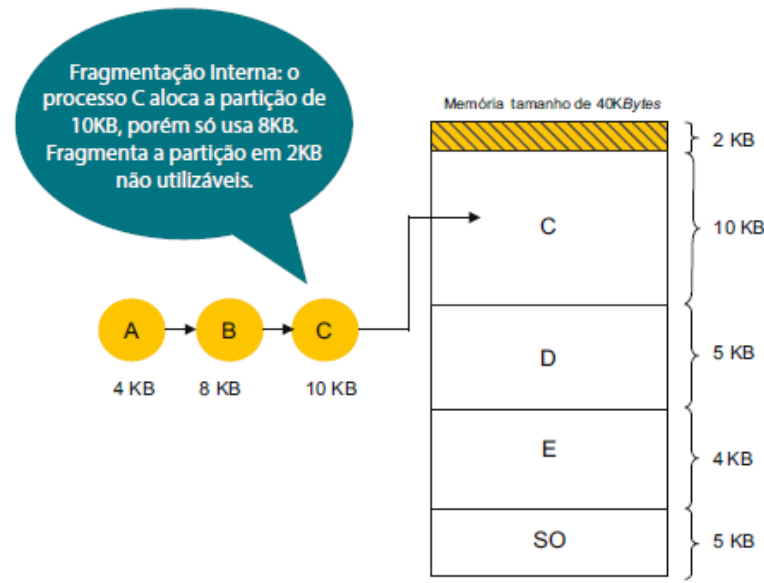 Fragmentação Interna: o
processo C aloca a partição de
10KB, porém só usa 8KB.
Fragmenta a partição em 2KB
não utilizáveis.
Memória tamanho de 40KBytes
2 KB
C
10 KB
A
B
C
4 KB
8 KB
10 KB
D
5 KB
E
4 KB
SO
5 KB